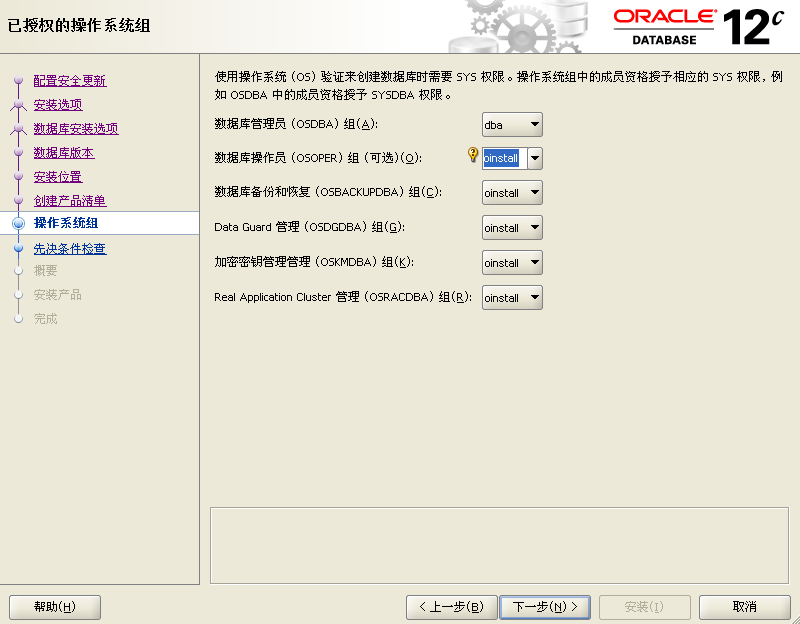 已授权的操作系统组
ORACLE®
DATABASE
12c
配置安全更新
安装选项
数据库安装选项
数据库版本
安装位置
创建产品清单
操作系统组
先决条件检查
概要
安装产品
完成
使用操作系统 (OS) 验证来创建数据库时需要 SYS 权限。操作系统组中的成员资格授予相应的 SYS 权限, 例
如 OSDBA 中的成员资格授予 SYSDBA 权限。
数据库管理员 (OSDBA) 组(A): dba
数据库操作员 (OSOPER) 组 (可选)(O): oinstall
数据库备份和恢复 (OSBACKUPDBA) 组(C): oinstall
Data Guard 管理 (OSDGDBA) 组(G): oinstall
加密密钥管理管理 (OSKMDBA) 组(K): oinstall
Real Application Cluster 管理 (OSRACDBA) 组(R): oinstall
帮助(H)
< 上一步(B)
下一步(N) >
安装(I)
取消